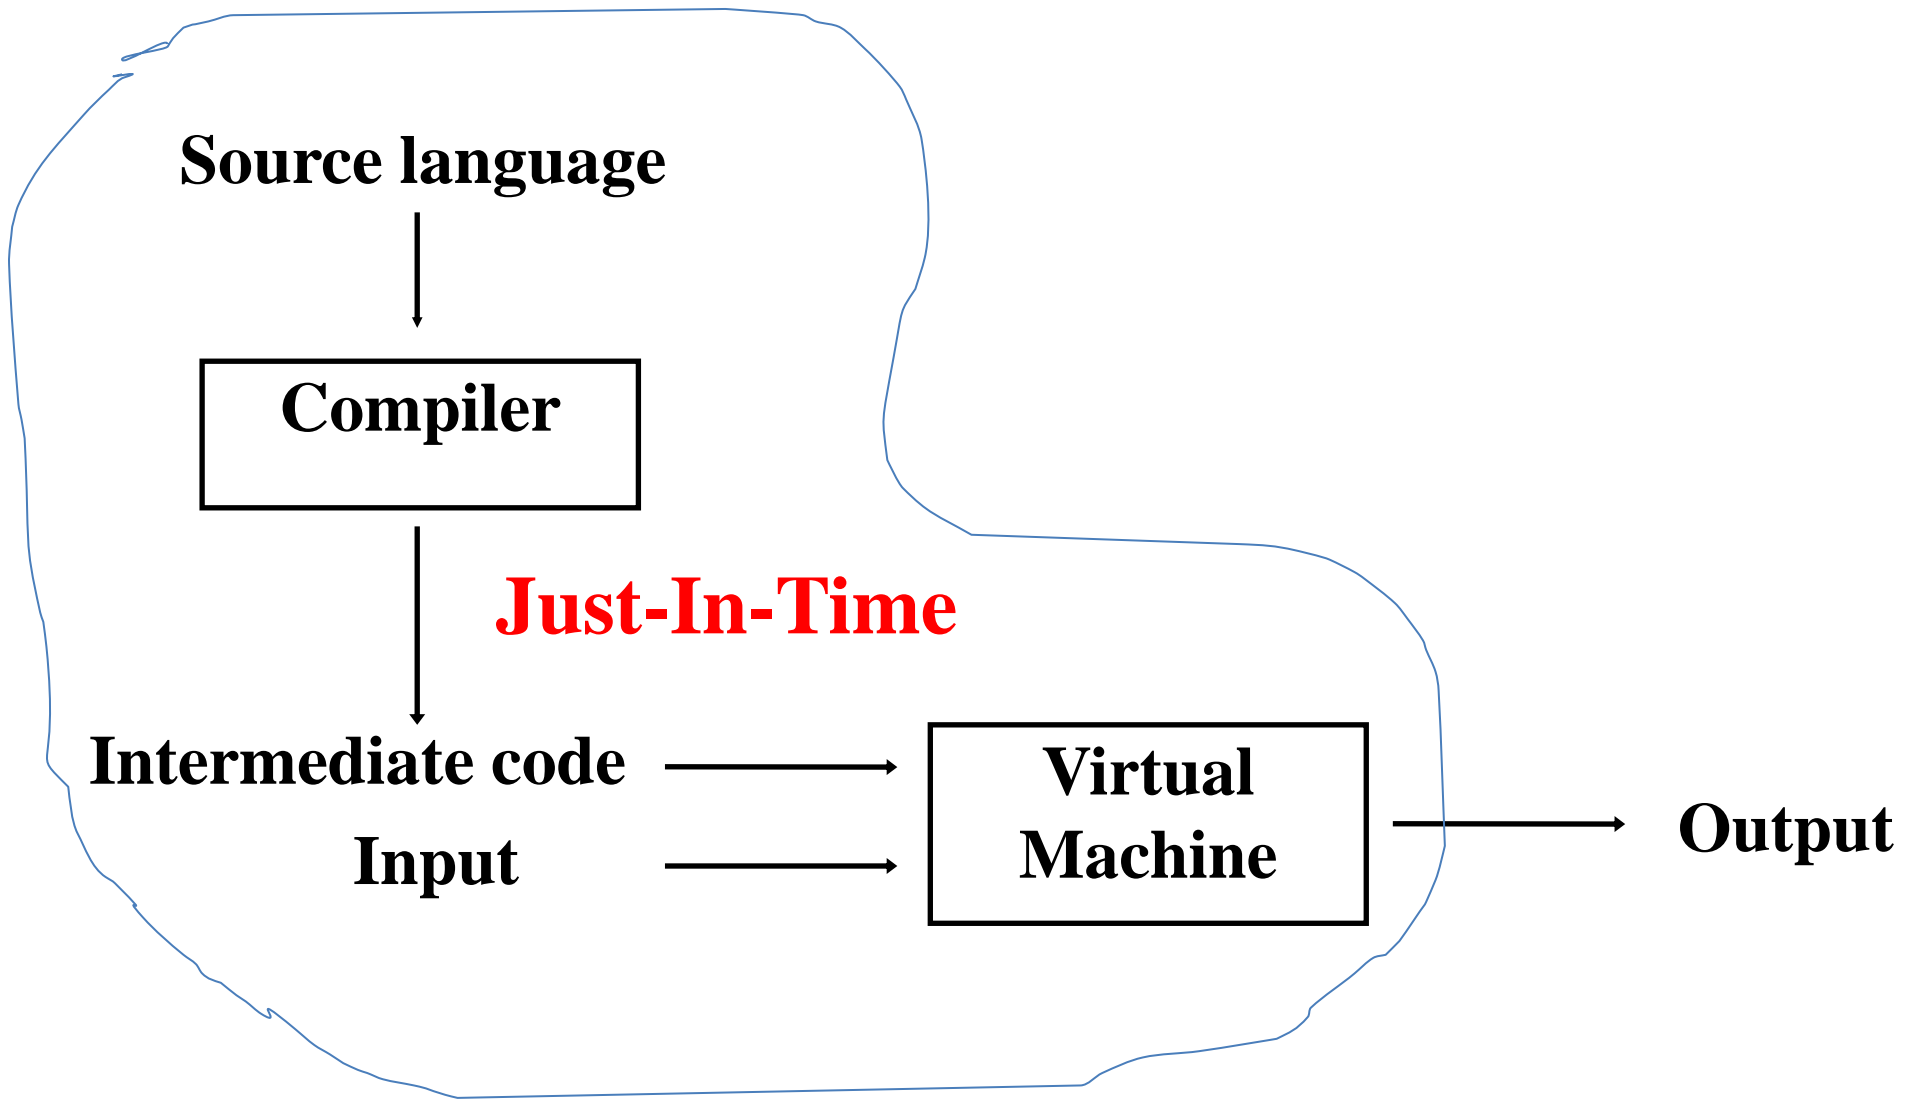 Source language
Compiler
Just-In-Time
Intermediate code
Input
Virtual
Machine
Output